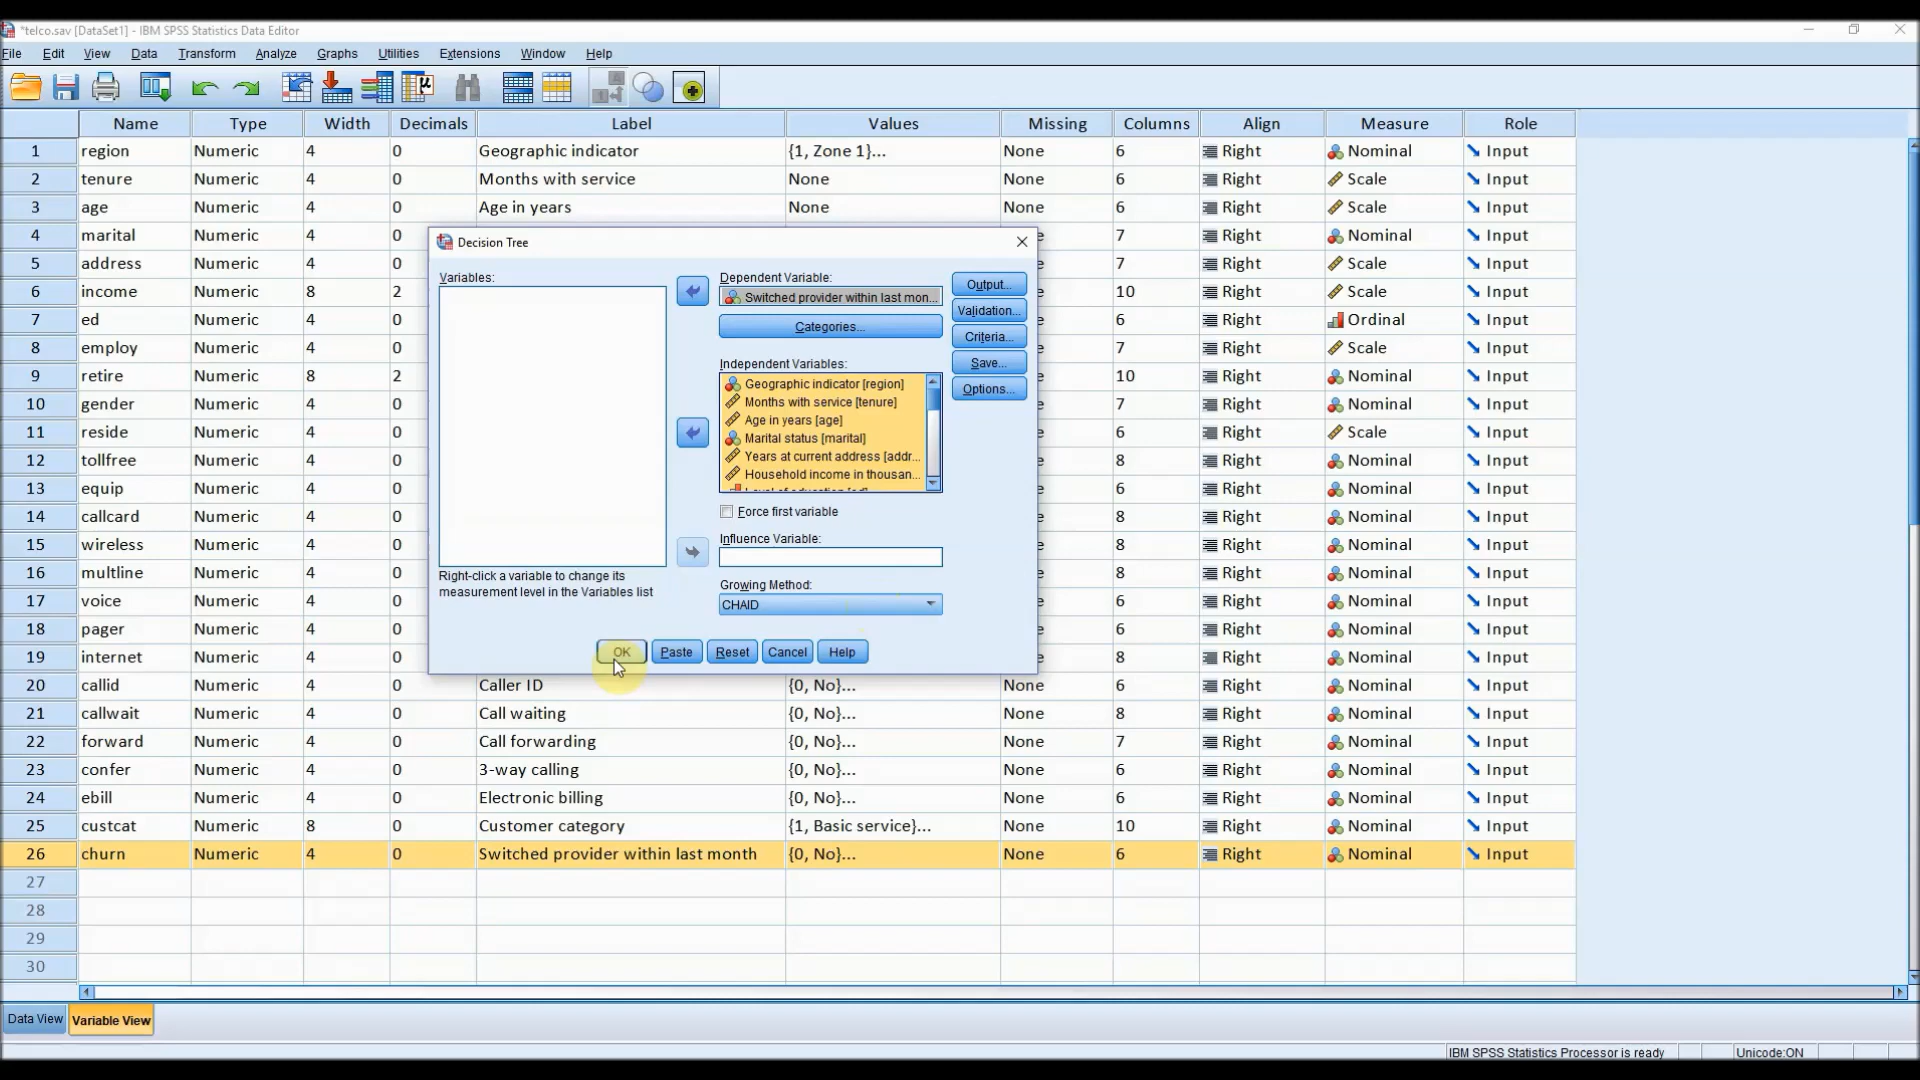 *telco.sav [DataSet1] - IBM SPSS Statistics Data Editor
File Edit View Data Transform Analyze Graphs Utilities Extensions Window Help
Name Type Width Decimals Label Values Missing Columns Align Measure Role
1 region Numeric 4 0 Geographic indicator {1, Zone 1}... None 6 Right Nominal Input
2 tenure Numeric 4 0 Months with service None None 6 Right Scale Input
3 age Numeric 4 0 Age in years None None 6 Right Scale Input
4 marital Numeric 4 0 7 Right Nominal Input
5 address Numeric 4 0 7 Right Scale Input
6 income Numeric 8 2 10 Right Scale Input
7 ed Numeric 4 0 6 Right Ordinal Input
8 employ Numeric 4 0 7 Right Scale Input
9 retire Numeric 8 2 10 Right Nominal Input
10 gender Numeric 4 0 7 Right Nominal Input
11 reside Numeric 4 0 6 Right Scale Input
12 tollfree Numeric 4 0 8 Right Nominal Input
13 equip Numeric 4 0 6 Right Nominal Input
14 callcard Numeric 4 0 8 Right Nominal Input
15 wireless Numeric 4 0 8 Right Nominal Input
16 multline Numeric 4 0 8 Right Nominal Input
17 voice Numeric 4 0 6 Right Nominal Input
18 pager Numeric 4 0 6 Right Nominal Input
19 internet Numeric 4 0 8 Right Nominal Input
20 callid Numeric 4 0 Caller ID {0, No}... None 6 Right Nominal Input
21 callwait Numeric 4 0 Call waiting {0, No}... None 8 Right Nominal Input
22 forward Numeric 4 0 Call forwarding {0, No}... None 7 Right Nominal Input
23 confer Numeric 4 0 3-way calling {0, No}... None 6 Right Nominal Input
24 ebill Numeric 4 0 Electronic billing {0, No}... None 6 Right Nominal Input
25 custcat Numeric 8 0 Customer category {1, Basic service}... None 10 Right Nominal Input
26 churn Numeric 4 0 Switched provider within last month {0, No}... None 6 Right Nominal Input
27
28
29
30
Decision Tree
Variables:
Right-click a variable to change its
measurement level in the Variables list
Dependent Variable:
Switched provider within last mon...
Categories...
Independent Variables:
Geographic indicator [region]
Months with service [tenure]
Age in years [age]
Marital status [marital]
Years at current address [addr...
Household income in thousan...
Level of education [ed]
Force first variable
Influence Variable:
Growing Method:
CHAID
Output...
Validation...
Criteria...
Save...
Options...
OK Paste Reset Cancel Help
Data View Variable View
IBM SPSS Statistics Processor is ready Unicode:ON